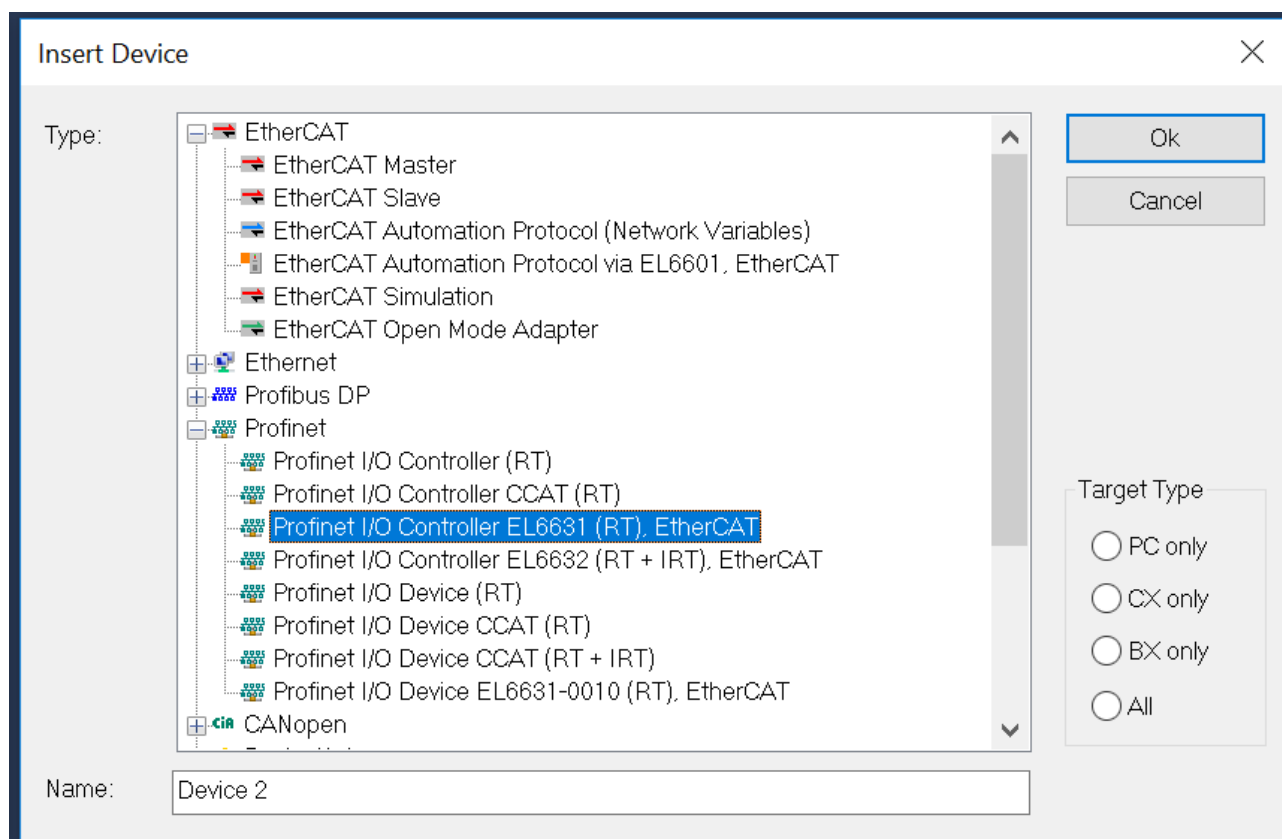 Insert Device
Type:
EtherCAT
EtherCAT Master
EtherCAT Slave
EtherCAT Automation Protocol (Network Variables)
EtherCAT Automation Protocol via EL6601, EtherCAT
EtherCAT Simulation
EtherCAT Open Mode Adapter
Ethernet
Profibus DP
Profinet
Profinet I/O Controller (RT)
Profinet I/O Controller CCAT (RT)
Profinet I/O Controller EL6631 (RT), EtherCAT
Profinet I/O Controller EL6632 (RT + IRT), EtherCAT
Profinet I/O Device (RT)
Profinet I/O Device CCAT (RT)
Profinet I/O Device CCAT (RT + IRT)
Profinet I/O Device EL6631-0010 (RT), EtherCAT
CiA CANopen
Ok
Cancel
Target Type
PC only
CX only
BX only
All
Name:
Device 2